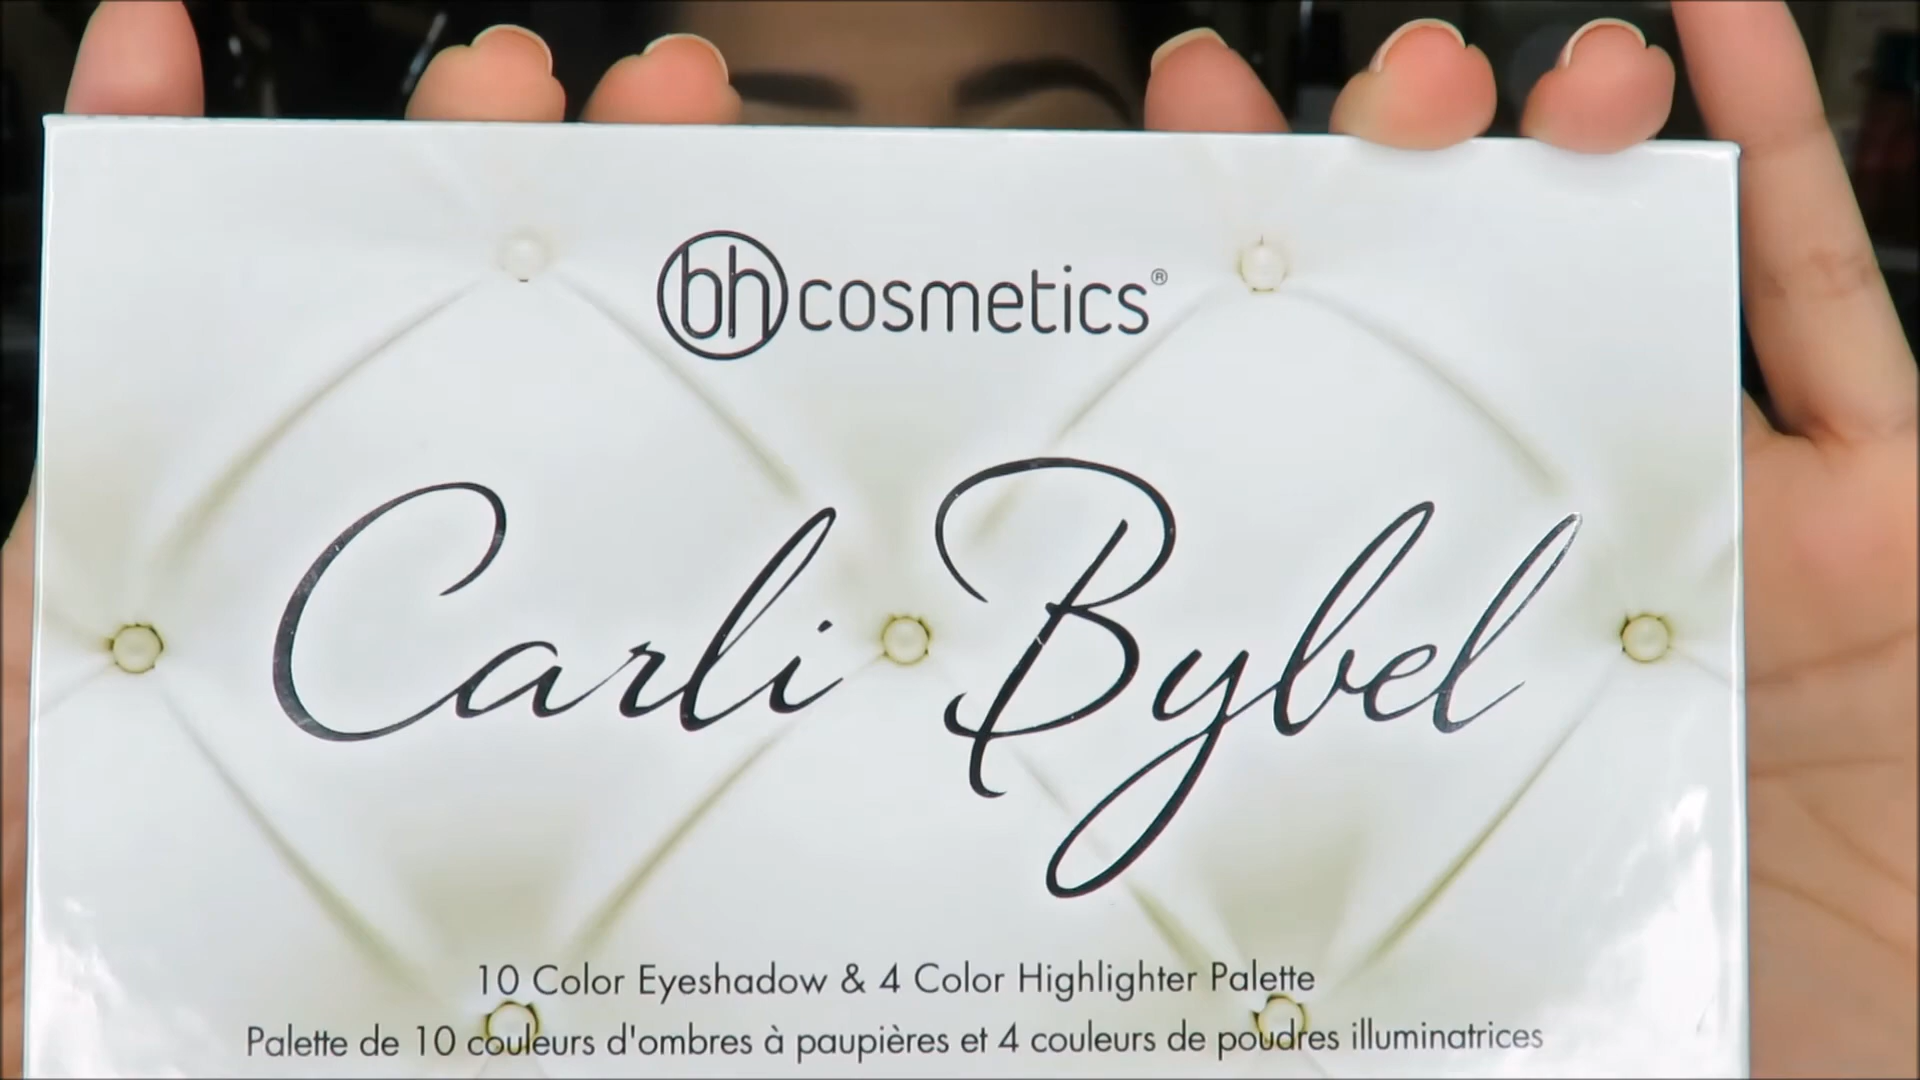 bh cosmetics®
Carli Bybel
10 Color Eyeshadow & 4 Color Highlighter Palette
Palette de 10 couleurs d'ombres à paupières et 4 couleurs de poudres illuminatrices